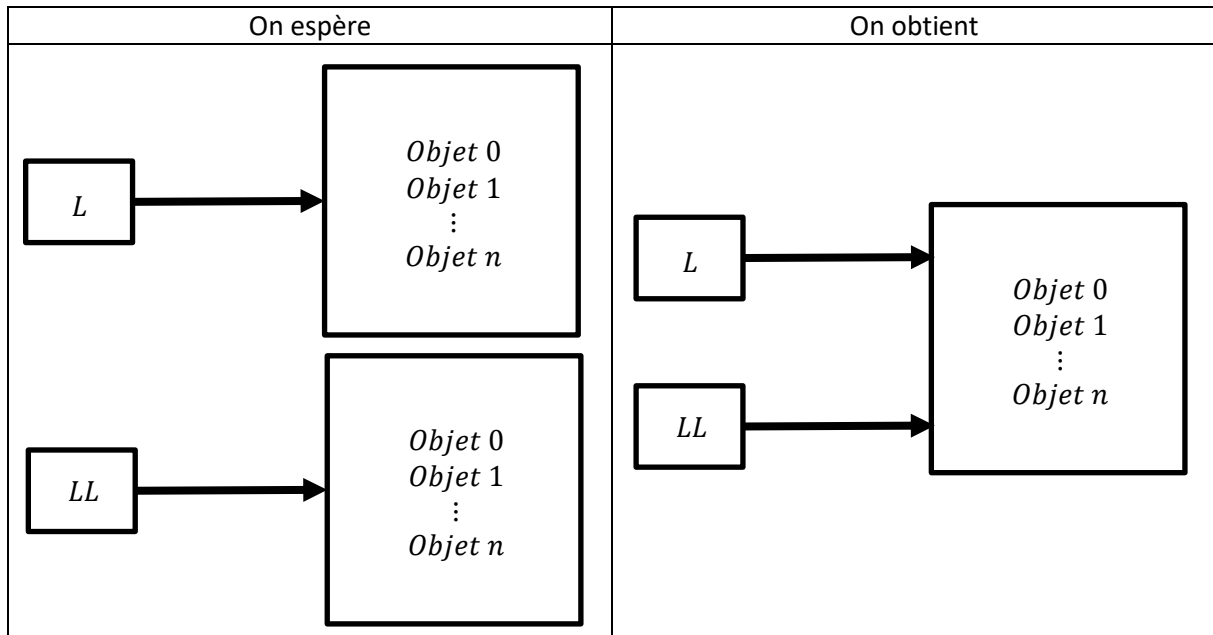 On espère
On obtient
L
Objet 0
Objet 1
⋮
Objet n
LL
Objet 0
Objet 1
⋮
Objet n
L
LL
Objet 0
Objet 1
⋮
Objet n